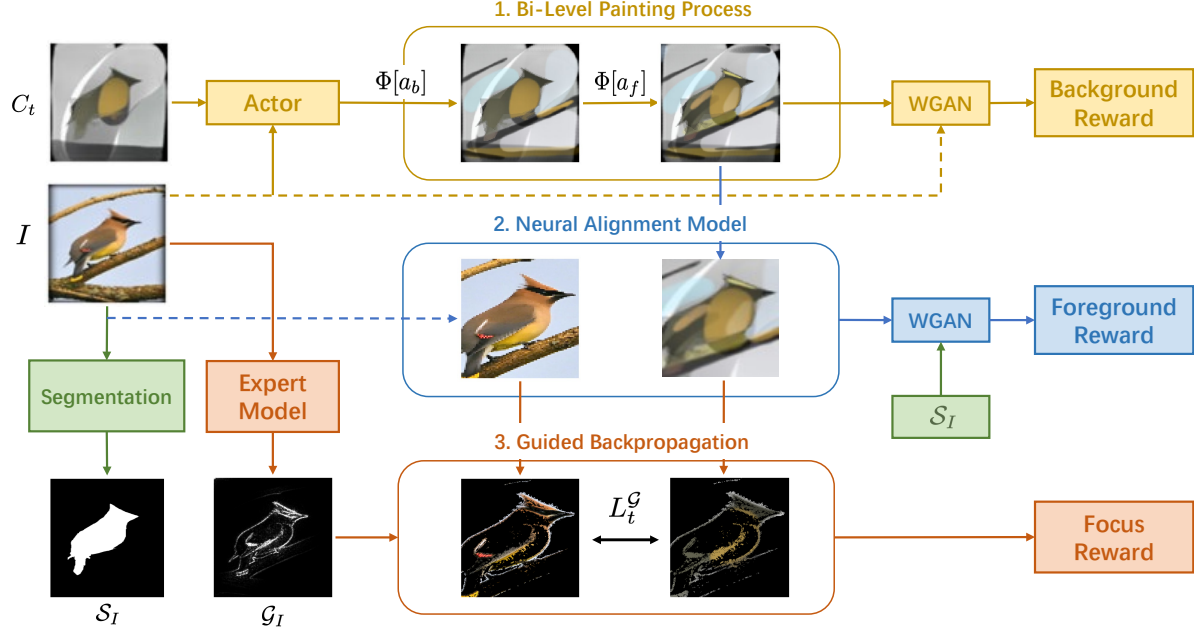 1. Bi-Level Painting Process
C_t
Actor
Φ[a_b]
Φ[a_f]
WGAN
Background
Reward
I
2. Neural Alignment Model
WGAN
Foreground
Reward
Segmentation
Expert
Model
S_I
3. Guided Backpropagation
L_t^G
Focus
Reward
S_I
G_I